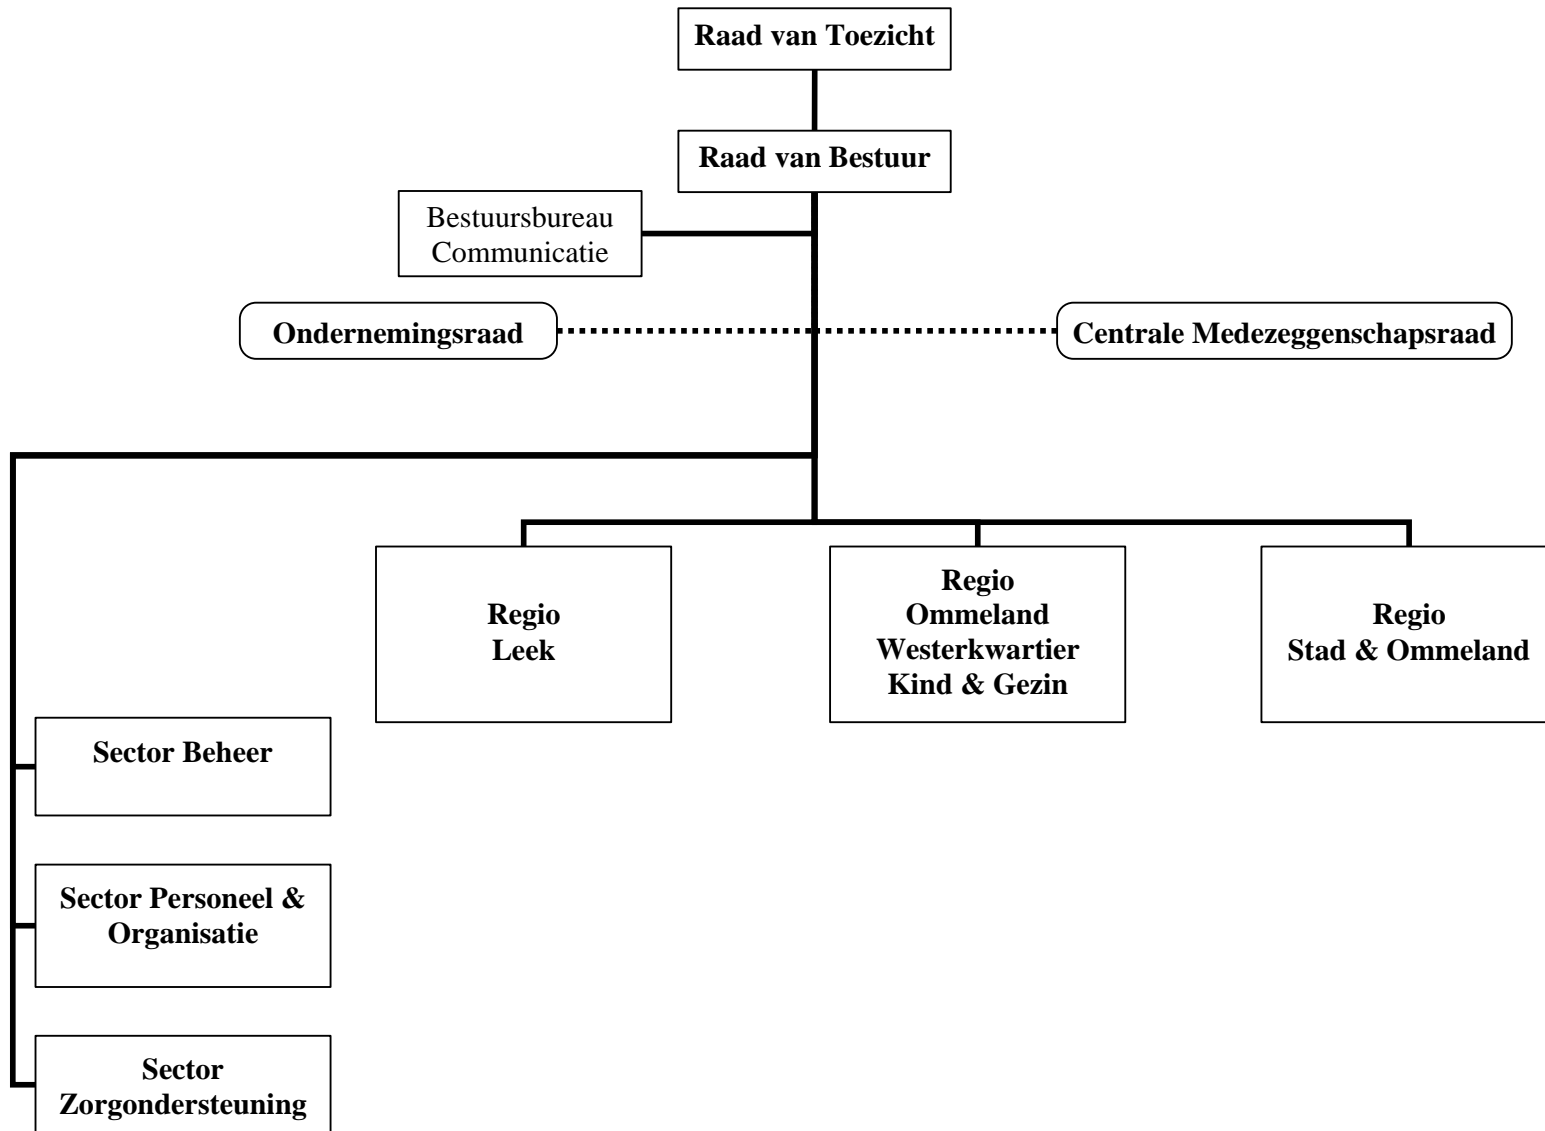 Raad van Toezicht
Raad van Bestuur
Bestuursbureau
Communicatie
Ondernemingsraad
Centrale Medezeggenschapsraad
Regio
Leek
Regio
Ommeland
Westerkwartier
Kind & Gezin
Regio
Stad & Ommeland
Sector Beheer
Sector Personeel &
Organisatie
Sector
Zorgondersteuning